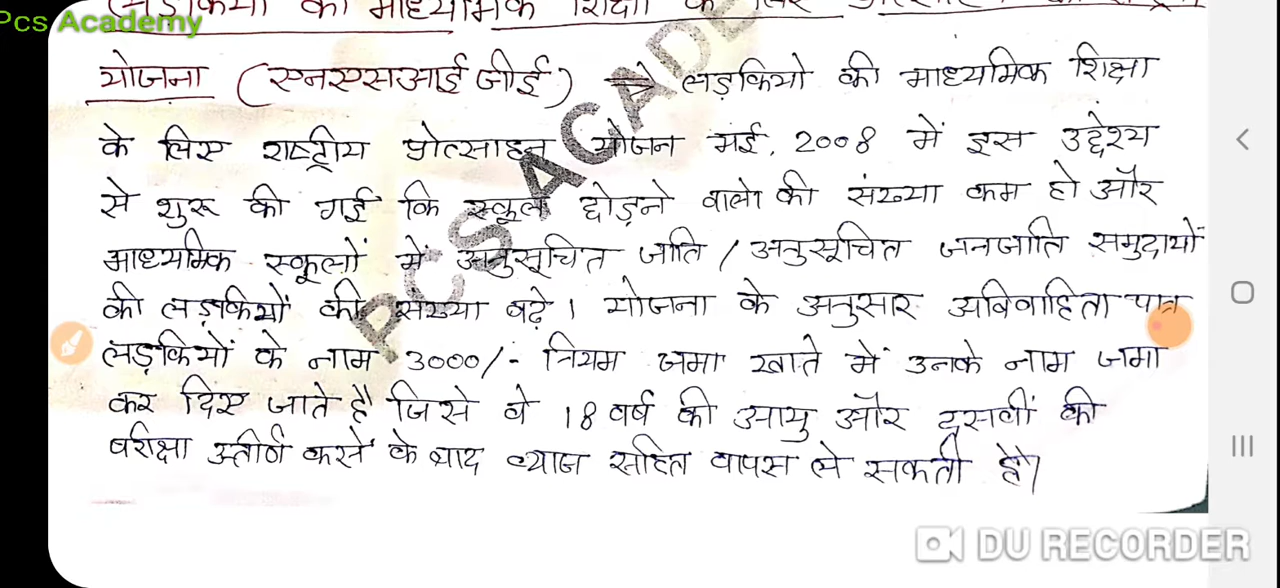 Pcs Academy
लड़कियों की माध्यमिक शिक्षा के लिए
योजना (एनएसआईजीई) → लड़कियो की माध्यमिक शिक्षा
के लिए राष्ट्रीय प्रोत्साहन योजन मई, 2008 में इस उद्देश्य
से शुरू की गई कि स्कूल छोड़ने वालो की संख्या कम हो और
माध्यमिक स्कूलों में अनुसूचित जाति / अनुसूचित जनजाति समुदायों
की लड़कियों की संख्या बढ़े। योजना के अनुसार अविवाहिता पात्र
लड़कियों के नाम 3000/- नियम जमा खाते में उनके नाम जमा
कर दिए जाते है जिसे वे 18 वर्ष की आयु और दसवीं की
परीक्षा उत्तीर्ण करने के बाद व्याज सहित वापस ले सकती है।
PCS ACADE
DU RECORDER